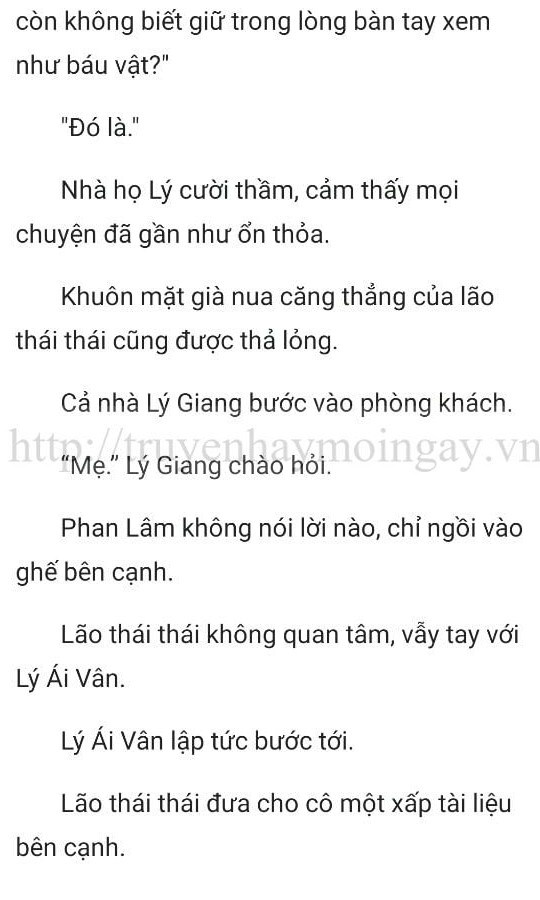 còn không biết giữ trong lòng bàn tay xem
như báu vật?"
"Đó là."
Nhà họ Lý cười thầm, cảm thấy mọi
chuyện đã gần như ổn thỏa.
Khuôn mặt già nua căng thẳng của lão
thái thái cũng được thả lỏng.
Cả nhà Lý Giang bước vào phòng khách.
http://truyenhaymoingay.vn
“Mẹ.” Lý Giang chào hỏi.
Phan Lâm không nói lời nào, chỉ ngồi vào
ghế bên cạnh.
Lão thái thái không quan tâm, vẫy tay với
Lý Ái Vân.
Lý Ái Vân lập tức bước tới.
Lão thái thái đưa cho cô một xấp tài liệu
bên cạnh.